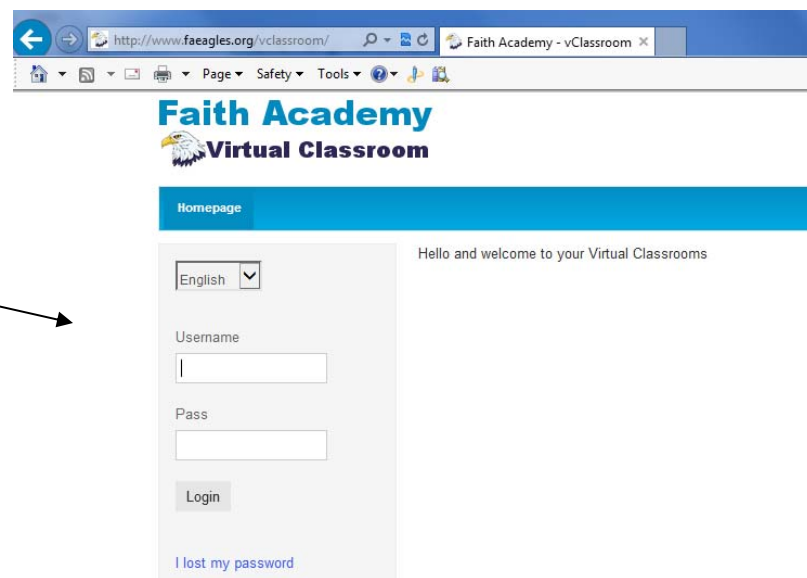 http://www.faeagles.org/vclassroom/
Faith Academy - vClassroom
Page Safety Tools
Faith Academy
Virtual Classroom
Homepage
English
Hello and welcome to your Virtual Classrooms
Username
Pass
Login
I lost my password